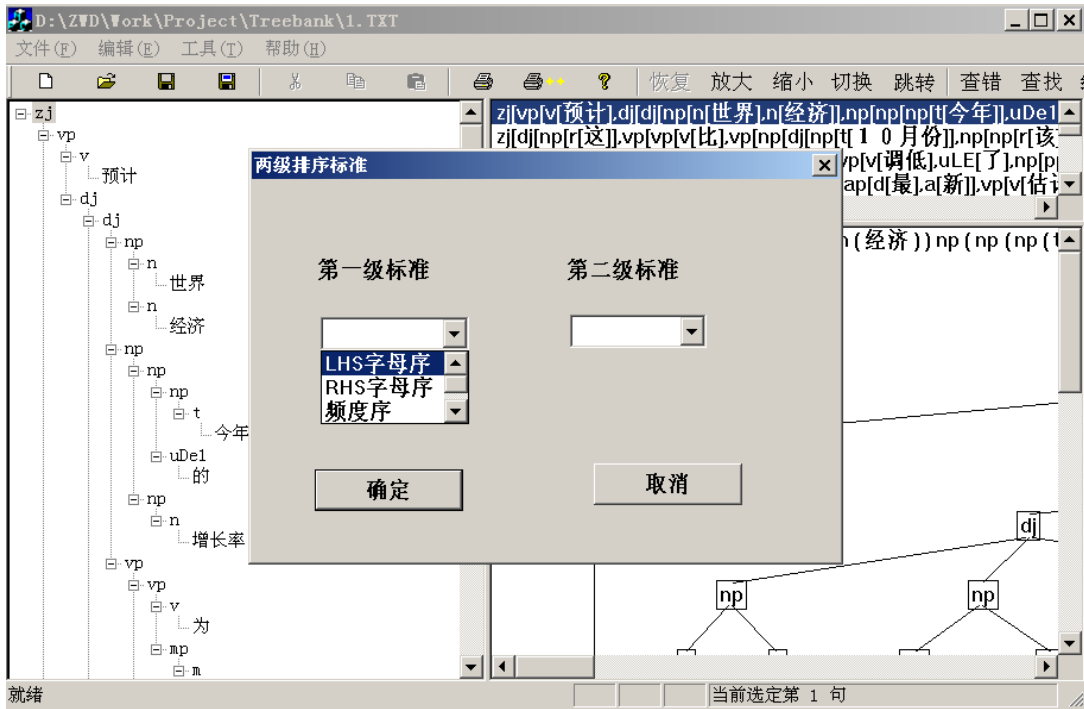 D:\ZWD\Work\Project\Treebank\1.TXT
文件(F) 编辑(E) 工具(T) 帮助(H)
恢复 放大 缩小 切换 跳转 查错 查找
zj
vp
v
预计
dj
dj
np
n
世界
n
经济
np
np
np
t
今年
uDe1
的
np
n
增长率
vp
vp
v
为
mp
m
zj[vp[v[预计],dj[dj[np[n[世界],n[经济]],np[np[np[t[今年]],uDe1
zj[dj[np[r[这]],vp[vp[v[比],vp[np[dj[np[t[１０月份]],np[np[r[该
vp[v[调低],uLE[了],np[p
ap[d[最],a[新]],vp[v[估计
n(经济))np(np(np(t
两级排序标准
第一级标准 第二级标准
LHS字母序
RHS字母序
频度序
确定 取消
dj
np np
就绪 当前选定第 1 句